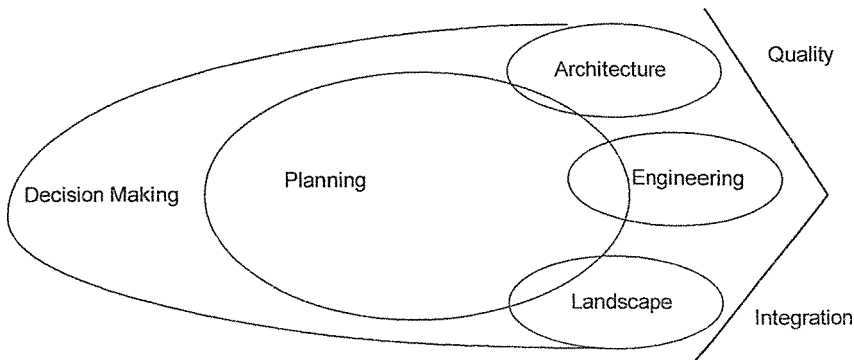 Quality
Architecture
Decision Making
Planning
Engineering
Landscape
Integration